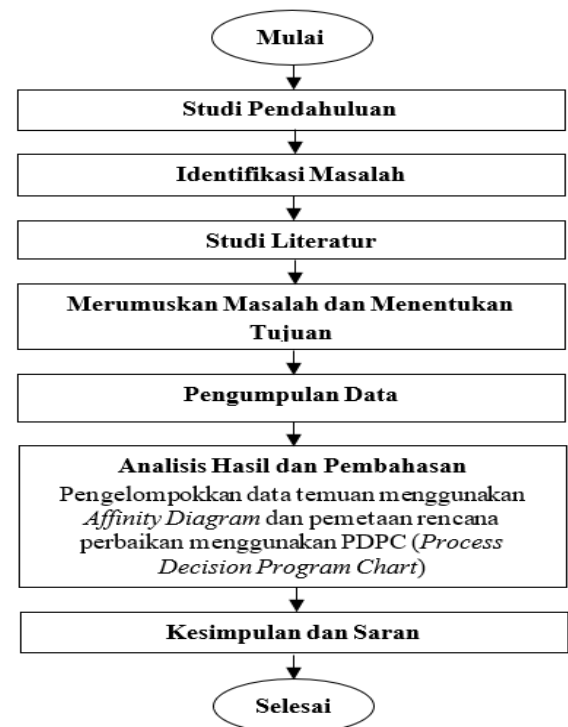 Mulai
Studi Pendahuluan
Identifikasi Masalah
Studi Literatur
Merumuskan Masalah dan Menentukan
Tujuan
Pengumpulan Data
Analisis Hasil dan Pembahasan
Pengelompokkan data temuan menggunakan
Affinity Diagram dan pemetaan rencana
perbaikan menggunakan PDPC (Process
Decision Program Chart)
Kesimpulan dan Saran
Selesai